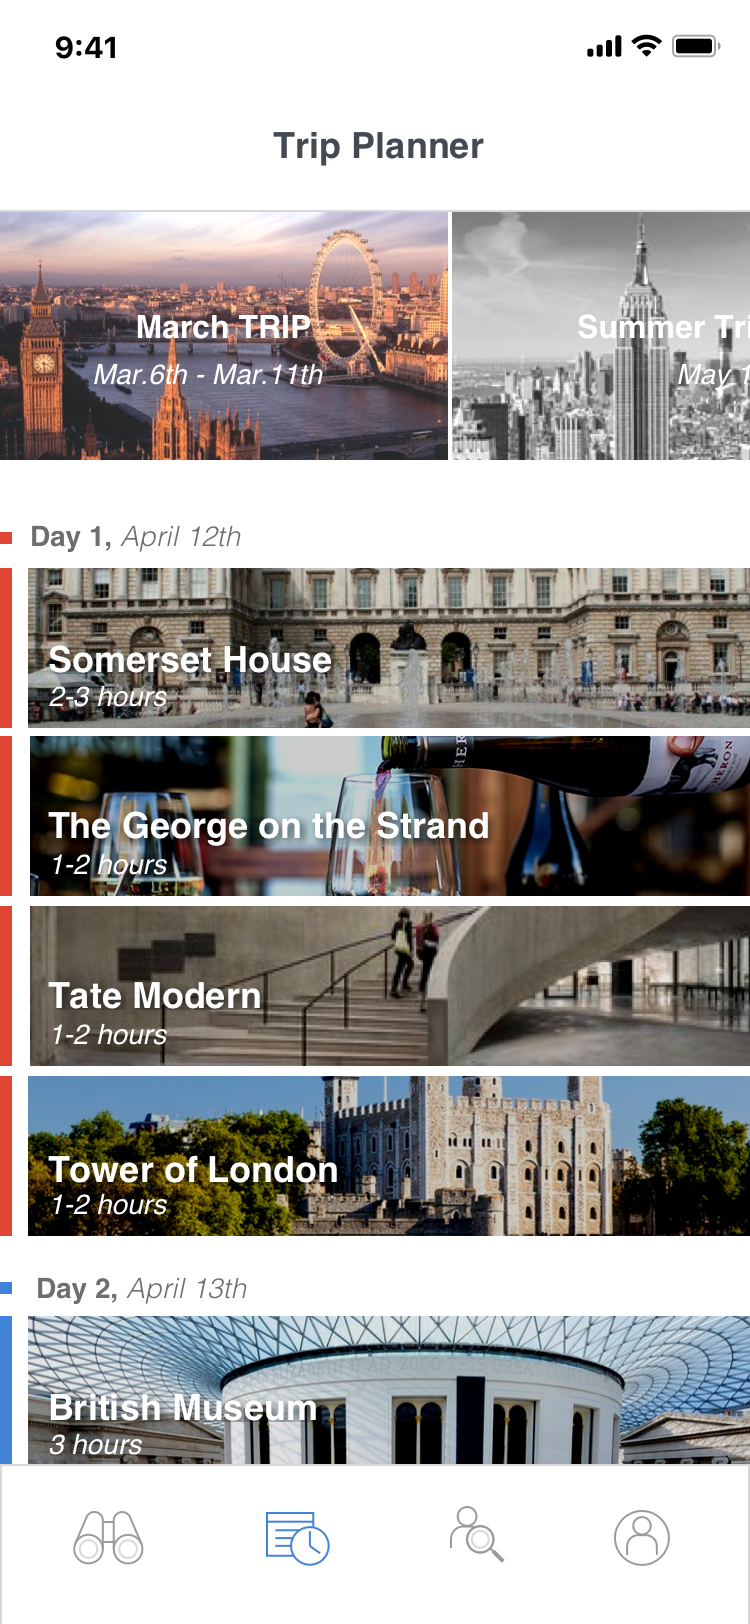 9:41
Trip Planner
March TRIP
Mar.6th - Mar.11th
Summer Tri
May 1
Day 1, April 12th
Somerset House
2-3 hours
The George on the Strand
1-2 hours
Tate Modern
1-2 hours
Tower of London
1-2 hours
Day 2, April 13th
British Museum
3 hours